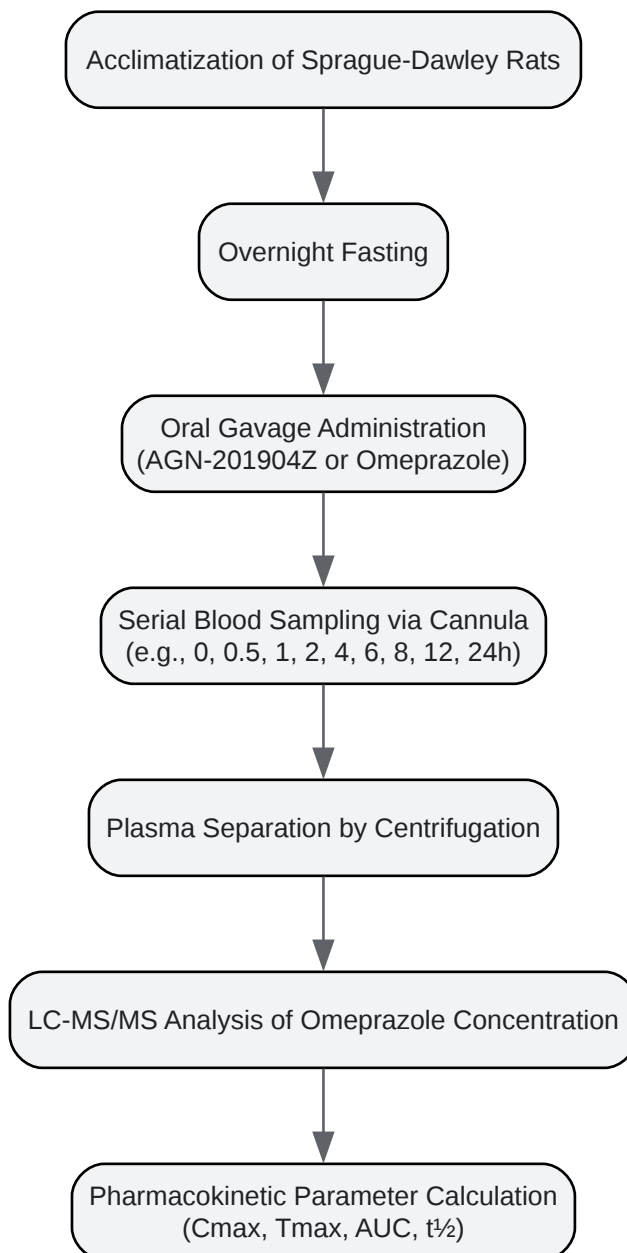 Acclimatization of Sprague-Dawley Rats
Overnight Fasting
Oral Gavage Administration
(AGN-201904Z or Omeprazole)
Serial Blood Sampling via Cannula
(e.g., 0, 0.5, 1, 2, 4, 6, 8, 12, 24h)
Plasma Separation by Centrifugation
LC-MS/MS Analysis of Omeprazole Concentration
Pharmacokinetic Parameter Calculation
(Cmax, Tmax, AUC, t½)